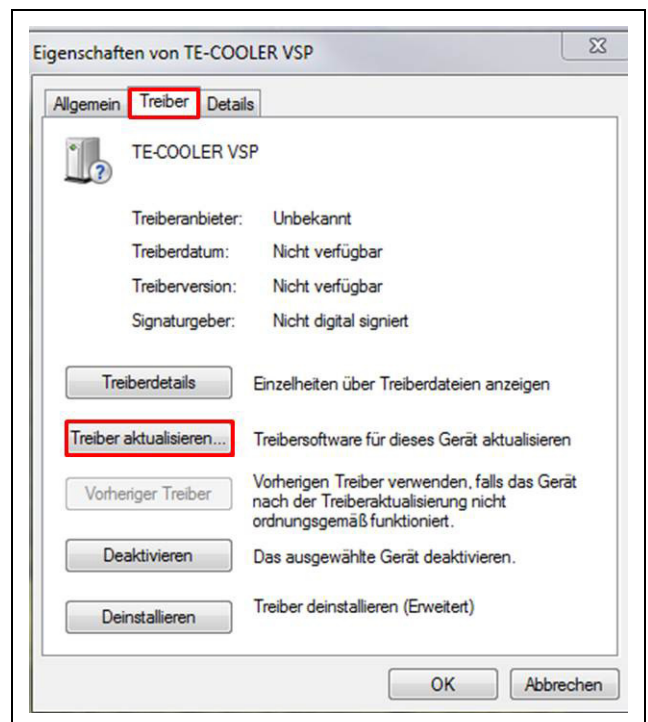 Eigenschaften von TE-COOLER VSP
Allgemein Treiber Details
TE-COOLER VSP
Treiberanbieter: Unbekannt
Treiberdatum: Nicht verfügbar
Treiberversion: Nicht verfügbar
Signaturgeber: Nicht digital signiert
Treiberdetails Einzelheiten über Treiberdateien anzeigen
Treiber aktualisieren... Treibersoftware für dieses Gerät aktualisieren
Vorheriger Treiber Vorherigen Treiber verwenden, falls das Gerät
nach der Treiberaktualisierung nicht
ordnungsgemäß funktioniert.
Deaktivieren Das ausgewählte Gerät deaktivieren.
Deinstallieren Treiber deinstallieren (Erweitert)
OK Abbrechen